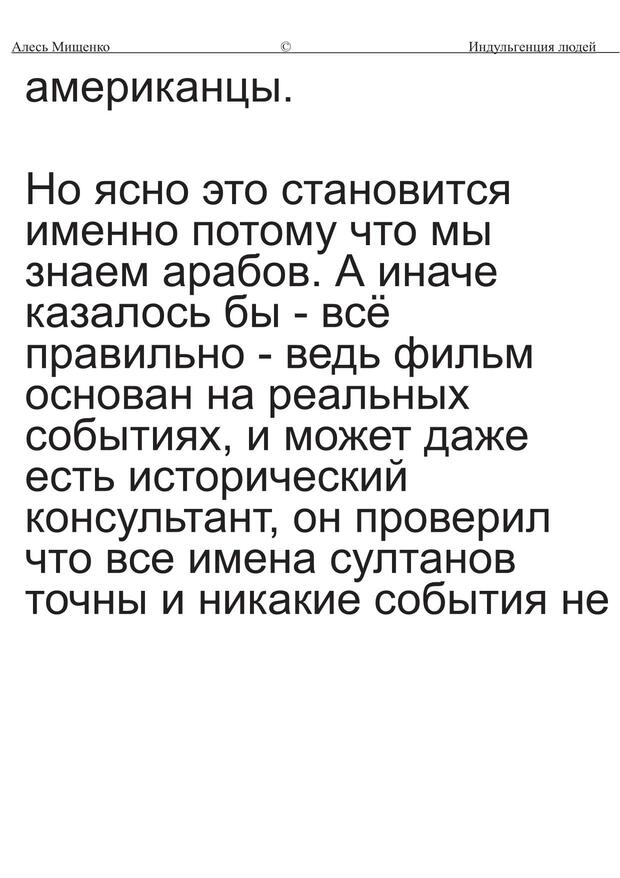 Алесь Мищенко © Индульгенция людей
американцы.
Но ясно это становится
именно потому что мы
знаем арабов. А иначе
казалось бы - всё
правильно - ведь фильм
основан на реальных
событиях, и может даже
есть исторический
консультант, он проверил
что все имена султанов
точны и никакие события не